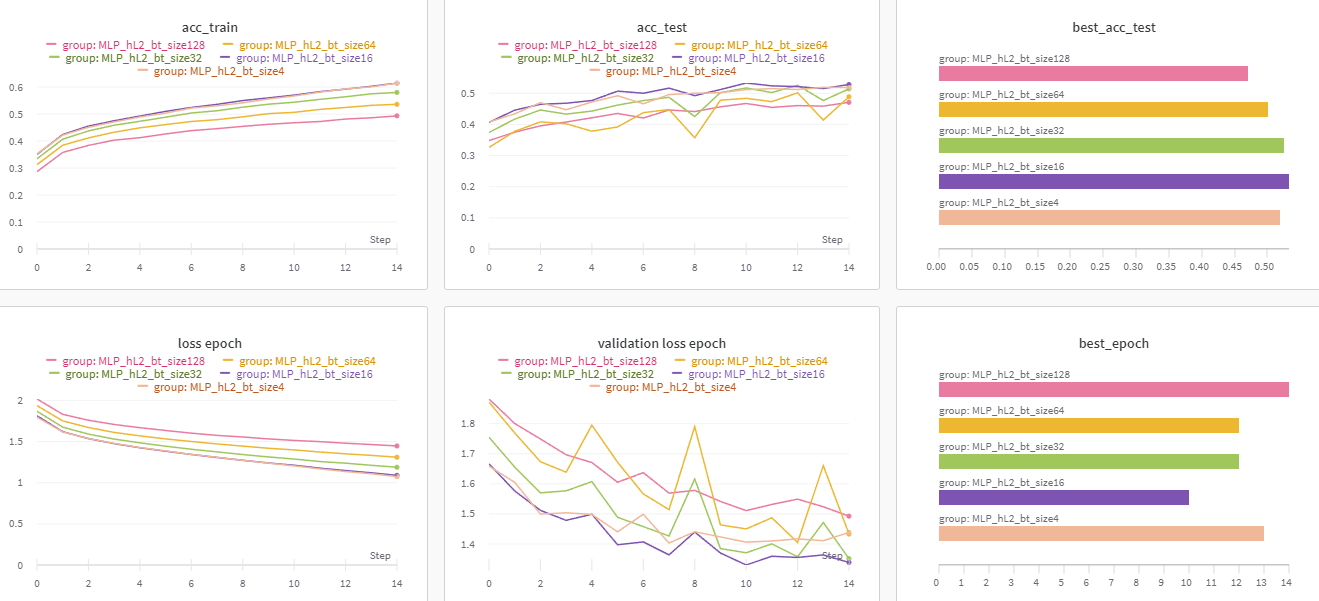 acc_train
group: MLP_hL2_bt_size128 group: MLP_hL2_bt_size64
group: MLP_hL2_bt_size32 group: MLP_hL2_bt_size16
group: MLP_hL2_bt_size4
0.6
0.5
0.4
0.3
0.2
0.1
0
Step
0 2 4 6 8 10 12 14
acc_test
group: MLP_hL2_bt_size128 group: MLP_hL2_bt_size64
group: MLP_hL2_bt_size32 group: MLP_hL2_bt_size16
group: MLP_hL2_bt_size4
0.5
0.4
0.3
0.2
0.1
0
Step
0 2 4 6 8 10 12 14
best_acc_test
group: MLP_hL2_bt_size128
group: MLP_hL2_bt_size64
group: MLP_hL2_bt_size32
group: MLP_hL2_bt_size16
group: MLP_hL2_bt_size4
0.00 0.05 0.10 0.15 0.20 0.25 0.30 0.35 0.40 0.45 0.50
loss epoch
group: MLP_hL2_bt_size128 group: MLP_hL2_bt_size64
group: MLP_hL2_bt_size32 group: MLP_hL2_bt_size16
group: MLP_hL2_bt_size4
2
1.5
1
0.5
0
Step
0 2 4 6 8 10 12 14
validation loss epoch
group: MLP_hL2_bt_size128 group: MLP_hL2_bt_size64
group: MLP_hL2_bt_size32 group: MLP_hL2_bt_size16
group: MLP_hL2_bt_size4
1.8
1.7
1.6
1.5
1.4
Step
0 2 4 6 8 10 12 14
best_epoch
group: MLP_hL2_bt_size128
group: MLP_hL2_bt_size64
group: MLP_hL2_bt_size32
group: MLP_hL2_bt_size16
group: MLP_hL2_bt_size4
0 1 2 3 4 5 6 7 8 9 10 11 12 13 14